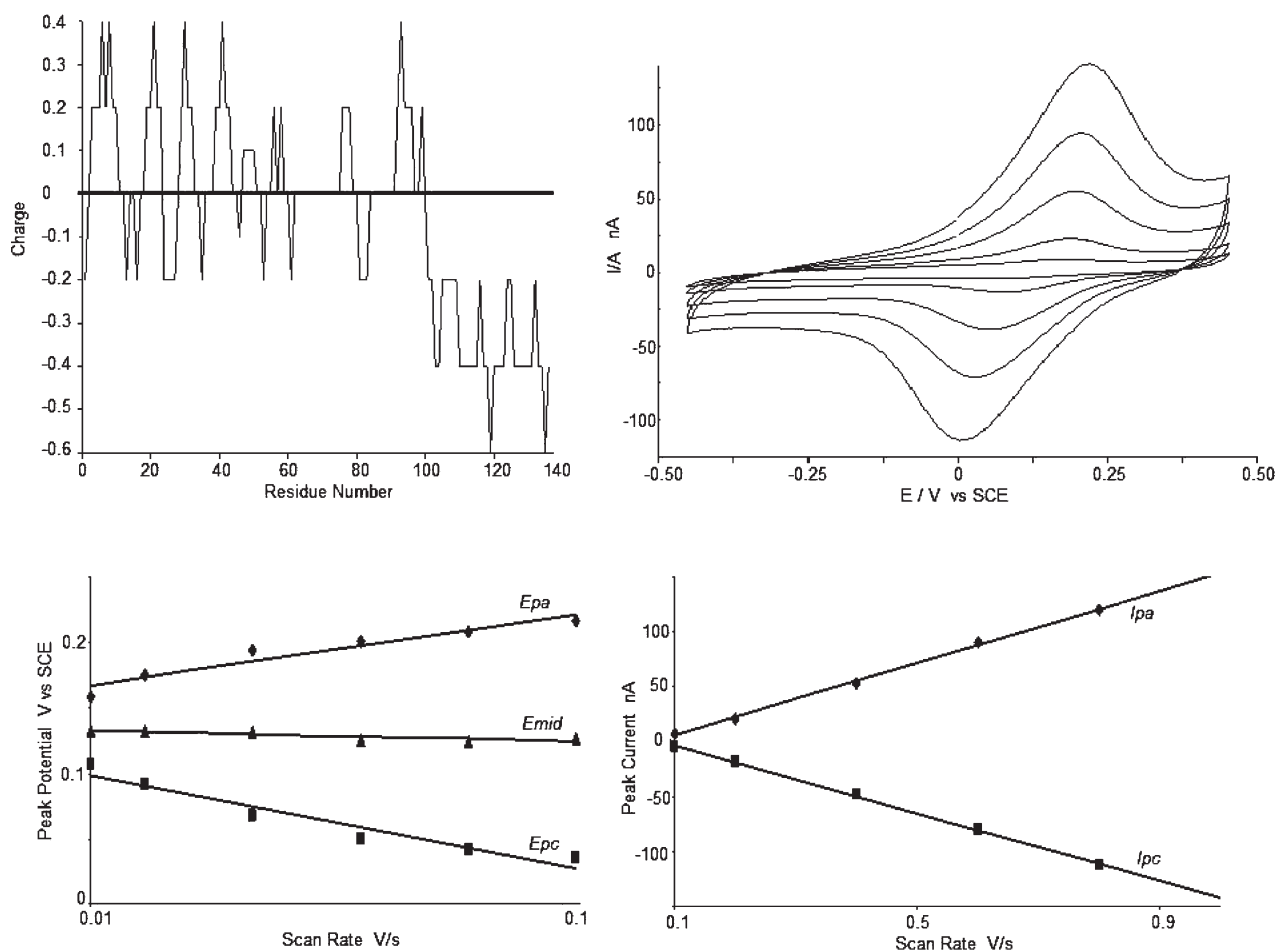 0.4
0.3
0.2
0.1
0
-0.1
-0.2
-0.3
-0.4
-0.5
-0.6
Charge
0 20 40 60 80 100 120 140
Residue Number
100
50
0
-50
-100
I/A nA
-0.50 -0.25 0 0.25 0.50
E / V vs SCE
0.2
0.1
0
Peak Potential V vs SCE
Epa
Emid
Epc
0.01 0.1
Scan Rate V/s
100
50
0
-50
-100
Peak Current nA
Ipa
Ipc
0.1 0.5 0.9
Scan Rate V/s